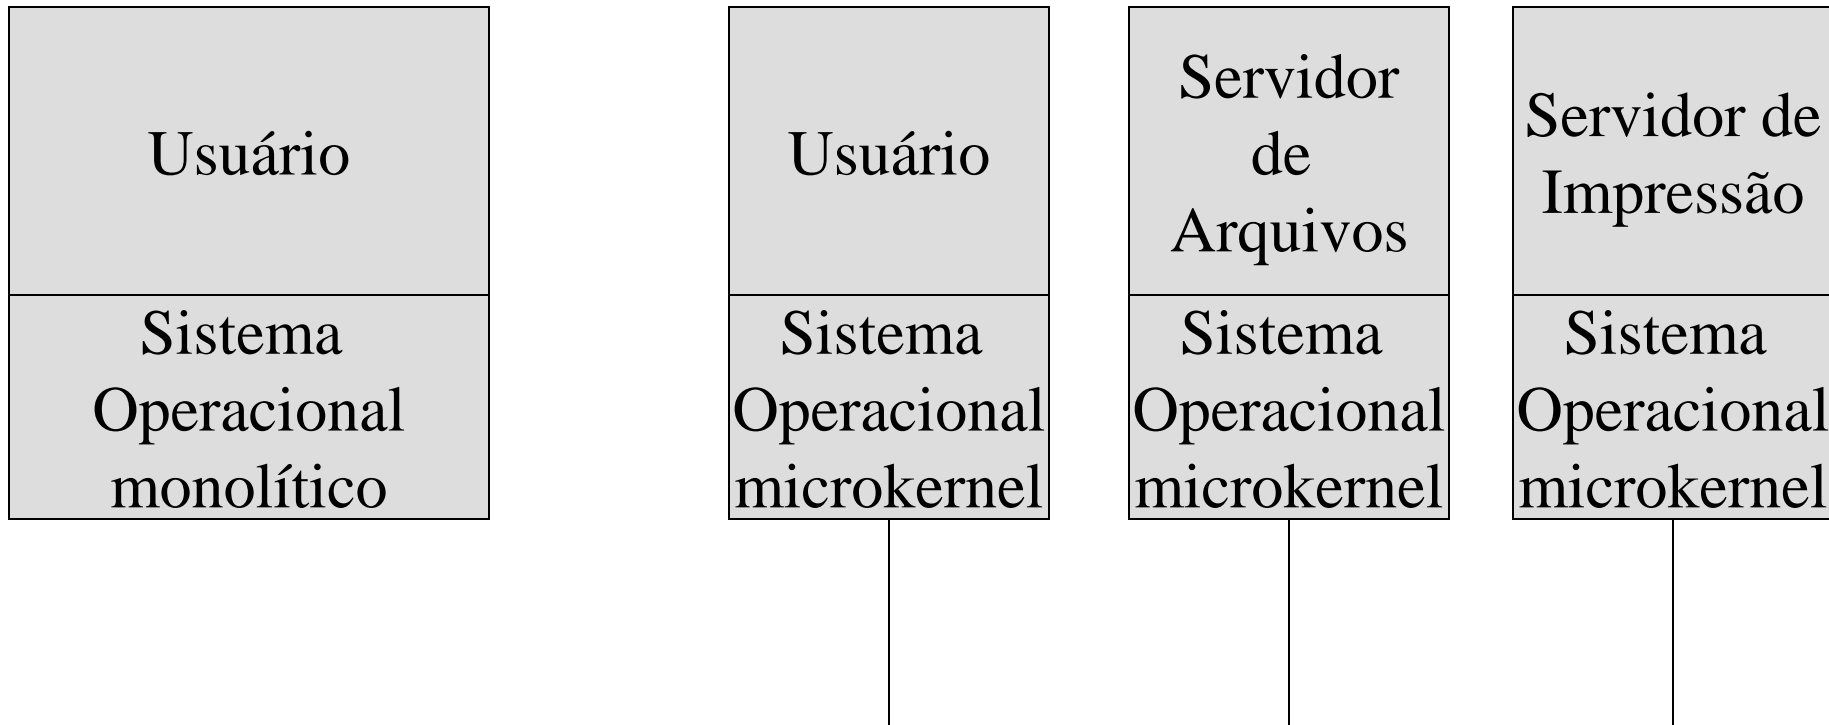 Usuário
Sistema
Operacional
monolítico
Usuário
Sistema
Operacional
microkernel
Servidor
de
Arquivos
Sistema
Operacional
microkernel
Servidor de
Impressão
Sistema
Operacional
microkernel